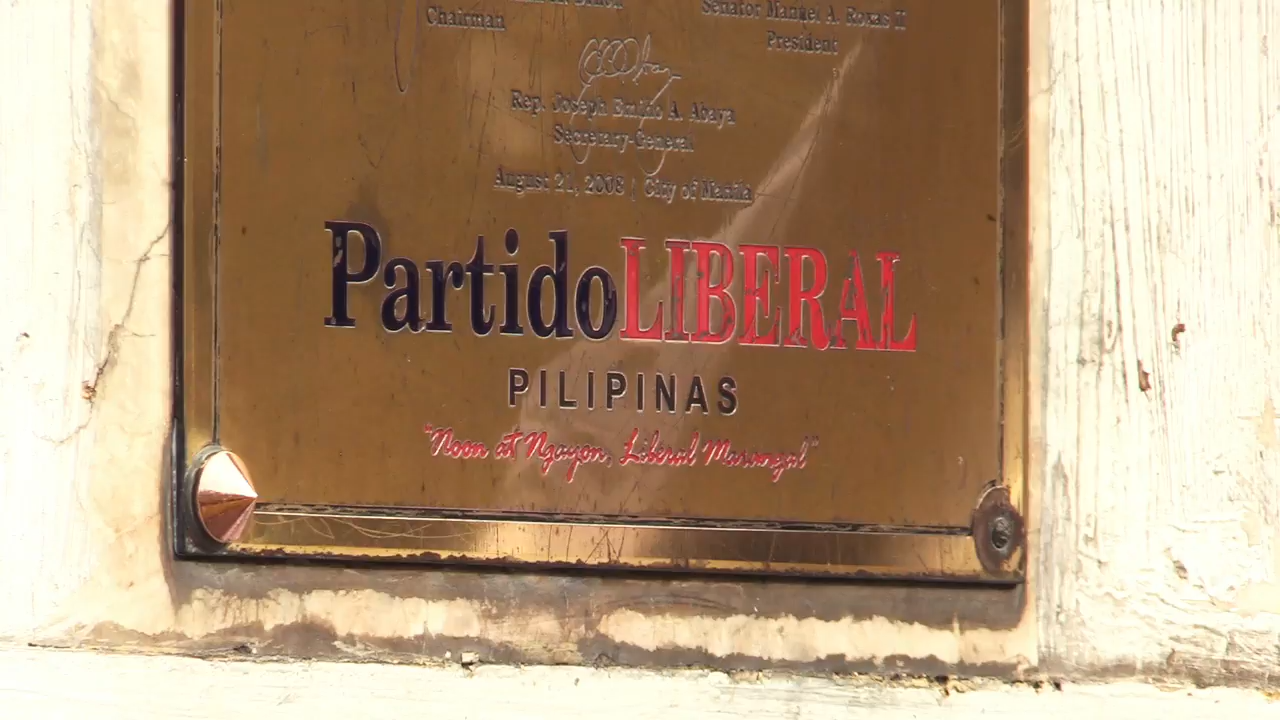 Senator Manuel A. Roxas II
Chairman
President
Rep. Joseph Emilio A. Abaya
Secretary-General
August 21, 2008 | City of Manila
PartidoLIBERAL
PILIPINAS
"Noon at Ngayon, Liberal Marangal"